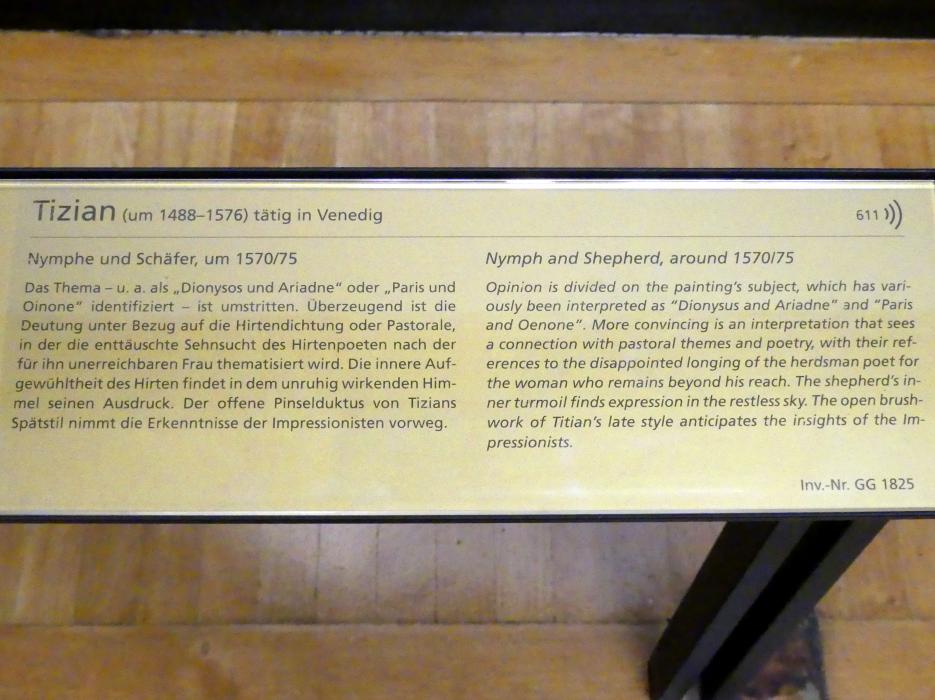 Tizian (um 1488–1576) tätig in Venedig
611
Nymphe und Schäfer, um 1570/75
Das Thema – u. a. als „Dionysos und Ariadne“ oder „Paris und
Oinone“ identifiziert – ist umstritten. Überzeugend ist die
Deutung unter Bezug auf die Hirtendichtung oder Pastorale,
in der die enttäuschte Sehnsucht des Hirtenpoeten nach der
für ihn unerreichbaren Frau thematisiert wird. Die innere Auf-
gewühltheit des Hirten findet in dem unruhig wirkenden Him-
mel seinen Ausdruck. Der offene Pinselduktus von Tizians
Spätstil nimmt die Erkenntnisse der Impressionisten vorweg.
Nymph and Shepherd, around 1570/75
Opinion is divided on the painting's subject, which has vari-
ously been interpreted as “Dionysus and Ariadne” and “Paris
and Oenone”. More convincing is an interpretation that sees
a connection with pastoral themes and poetry, with their ref-
erences to the disappointed longing of the herdsman poet for
the woman who remains beyond his reach. The shepherd's in-
ner turmoil finds expression in the restless sky. The open brush-
work of Titian's late style anticipates the insights of the Im-
pressionists.
Inv.-Nr. GG 1825